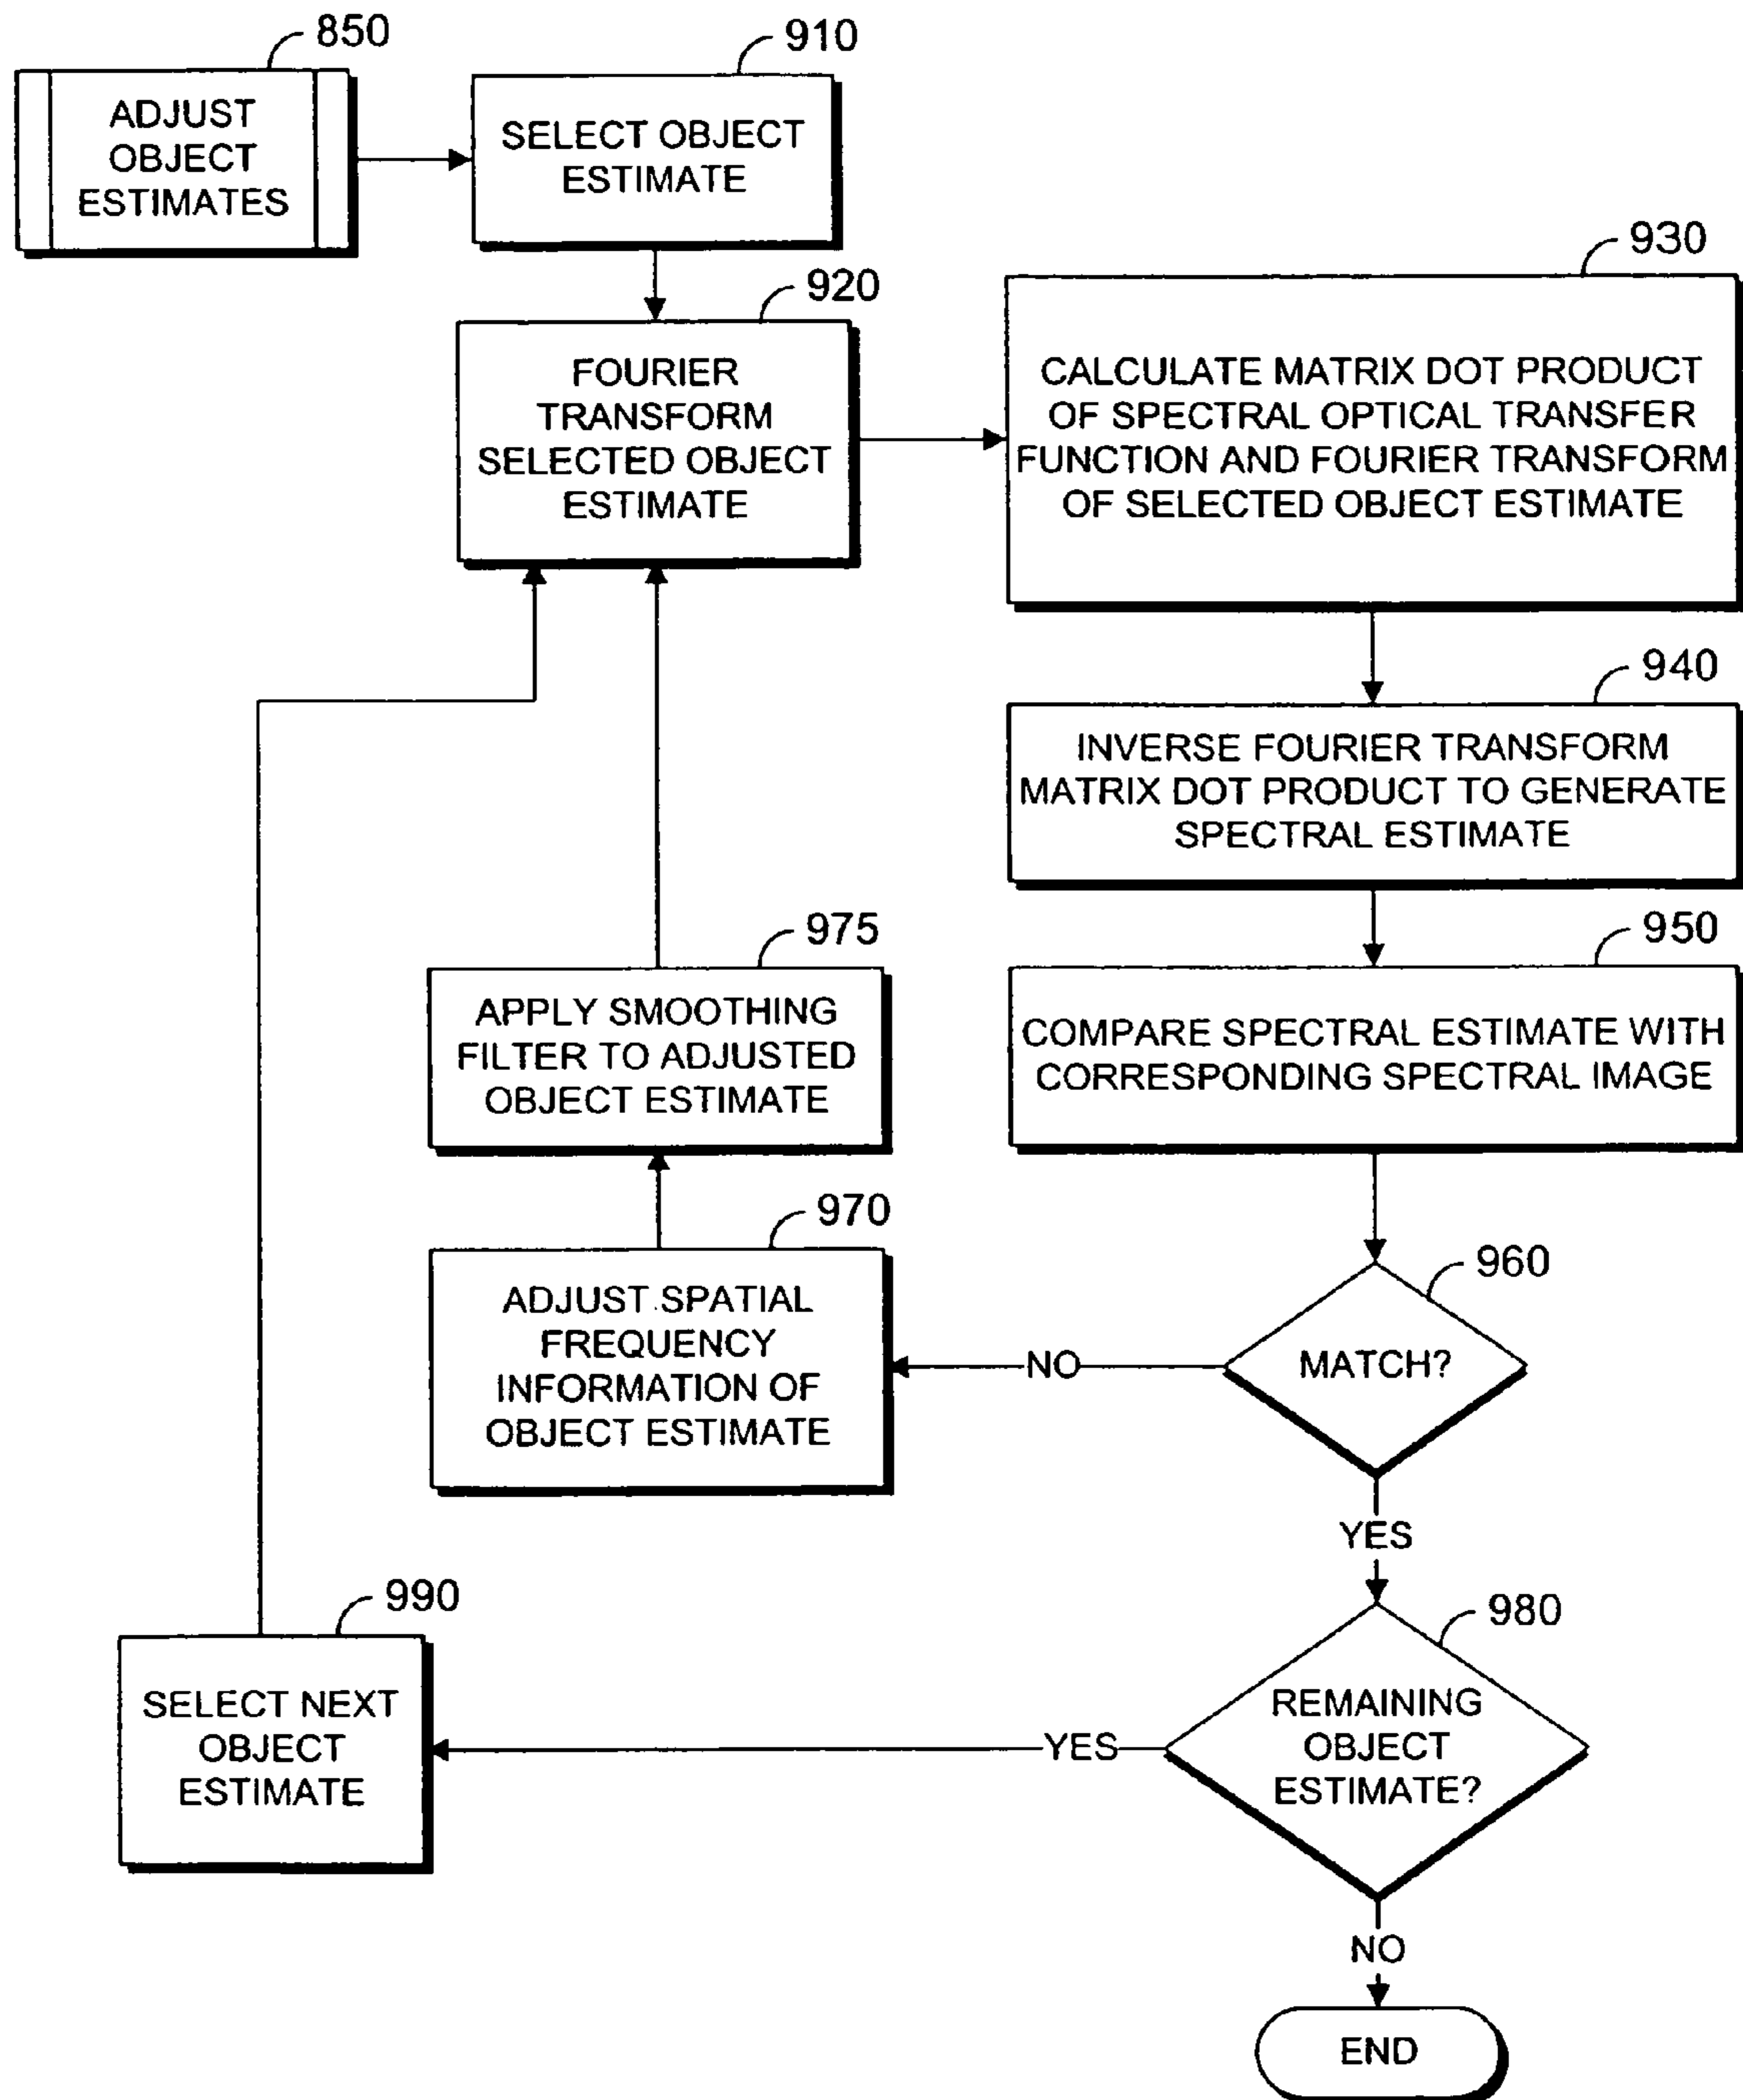 850
ADJUST
OBJECT
ESTIMATES
910
SELECT OBJECT
ESTIMATE
920
FOURIER
TRANSFORM
SELECTED OBJECT
ESTIMATE
930
CALCULATE MATRIX DOT PRODUCT
OF SPECTRAL OPTICAL TRANSFER
FUNCTION AND FOURIER TRANSFORM
OF SELECTED OBJECT ESTIMATE
940
INVERSE FOURIER TRANSFORM
MATRIX DOT PRODUCT TO GENERATE
SPECTRAL ESTIMATE
950
COMPARE SPECTRAL ESTIMATE WITH
CORRESPONDING SPECTRAL IMAGE
960
MATCH?
NO
970
ADJUST SPATIAL
FREQUENCY
INFORMATION OF
OBJECT ESTIMATE
975
APPLY SMOOTHING
FILTER TO ADJUSTED
OBJECT ESTIMATE
YES
980
REMAINING
OBJECT
ESTIMATE?
YES
990
SELECT NEXT
OBJECT
ESTIMATE
NO
END